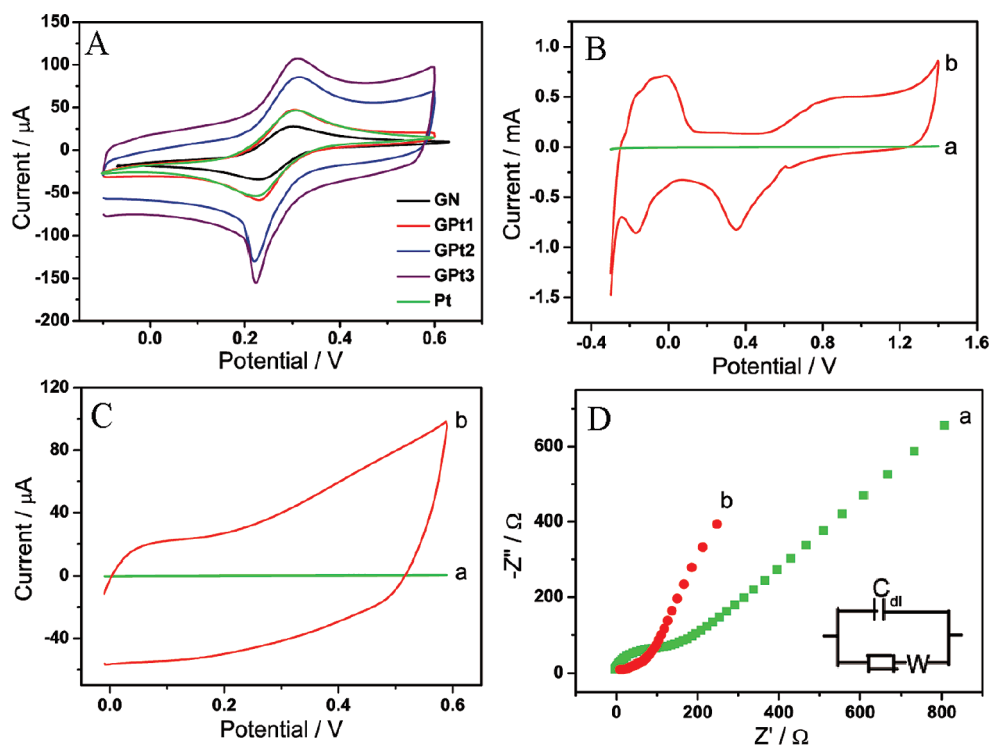 A
150
100
50
0
-50
-100
-150
-200
Current / μA
0.0 0.2 0.4 0.6
Potential / V
GN
GPt1
GPt2
GPt3
Pt
B
1.0
0.5
0.0
-0.5
-1.0
-1.5
Current / mA
-0.4 0.0 0.4 0.8 1.2 1.6
Potential / V
b
a
C
120
80
40
0
-40
Current / μA
0.0 0.2 0.4 0.6
Potential / V
b
a
D
600
400
200
0
-Z" / Ω
0 200 400 600 800
Z' / Ω
a
b
Cdl
W